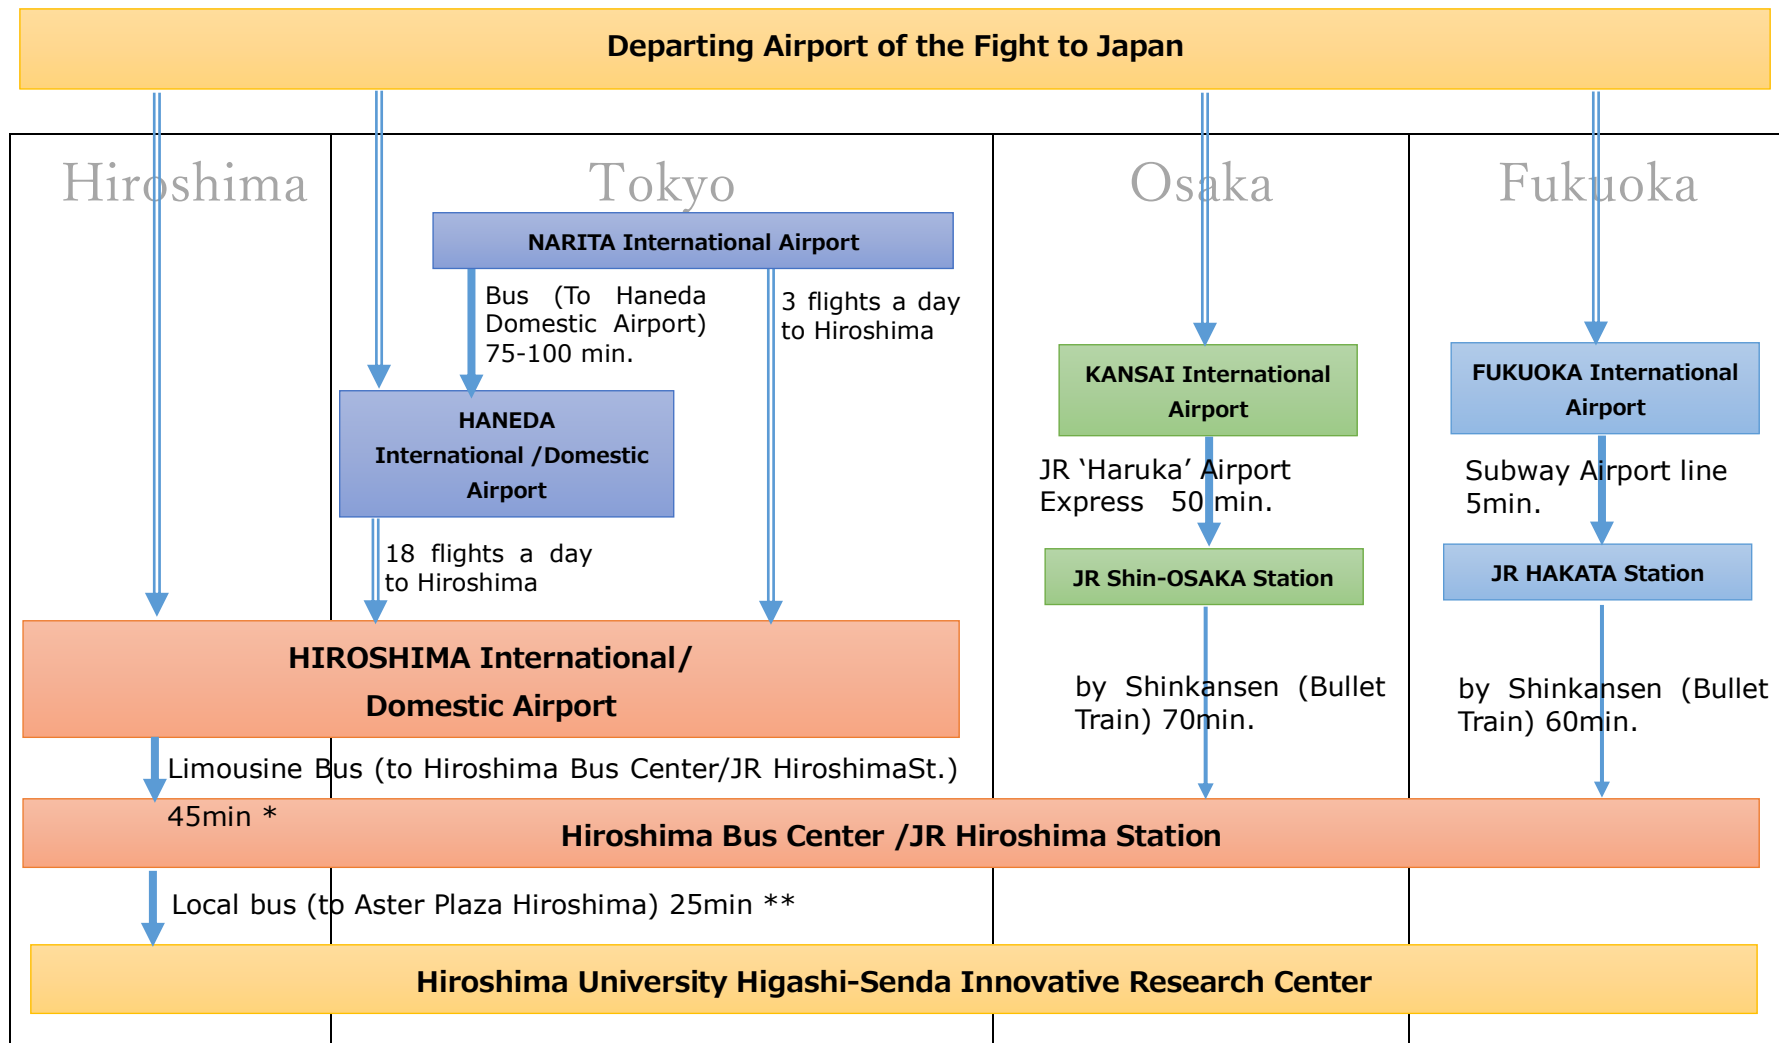 Departing Airport of the Fight to Japan
Hiroshima
Tokyo
Osaka
Fukuoka
NARITA International Airport
Bus (To Haneda
Domestic Airport)
75-100 min.
3 flights a day
to Hiroshima
HANEDA
International /Domestic
Airport
18 flights a day
to Hiroshima
KANSAI International
Airport
JR ‘Haruka’ Airport
Express 50 min.
JR Shin-OSAKA Station
by Shinkansen (Bullet
Train) 70min.
FUKUOKA International
Airport
Subway Airport line
5min.
JR HAKATA Station
by Shinkansen (Bullet
Train) 60min.
HIROSHIMA International/
Domestic Airport
Limousine Bus (to Hiroshima Bus Center/JR HiroshimaSt.)
45min *
Hiroshima Bus Center /JR Hiroshima Station
Local bus (to Aster Plaza Hiroshima) 25min **
Hiroshima University Higashi-Senda Innovative Research Center